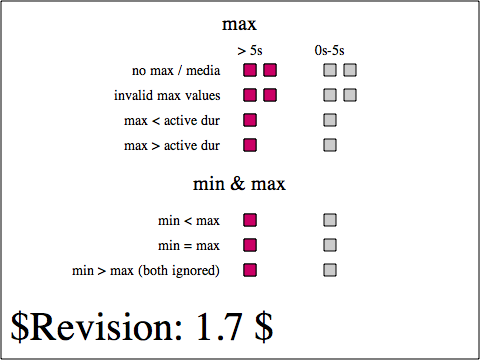 max
> 5s 0s-5s
no max / media
invalid max values
max < active dur
max > active dur
min & max
min < max
min = max
min > max (both ignored)
$Revision: 1.7 $